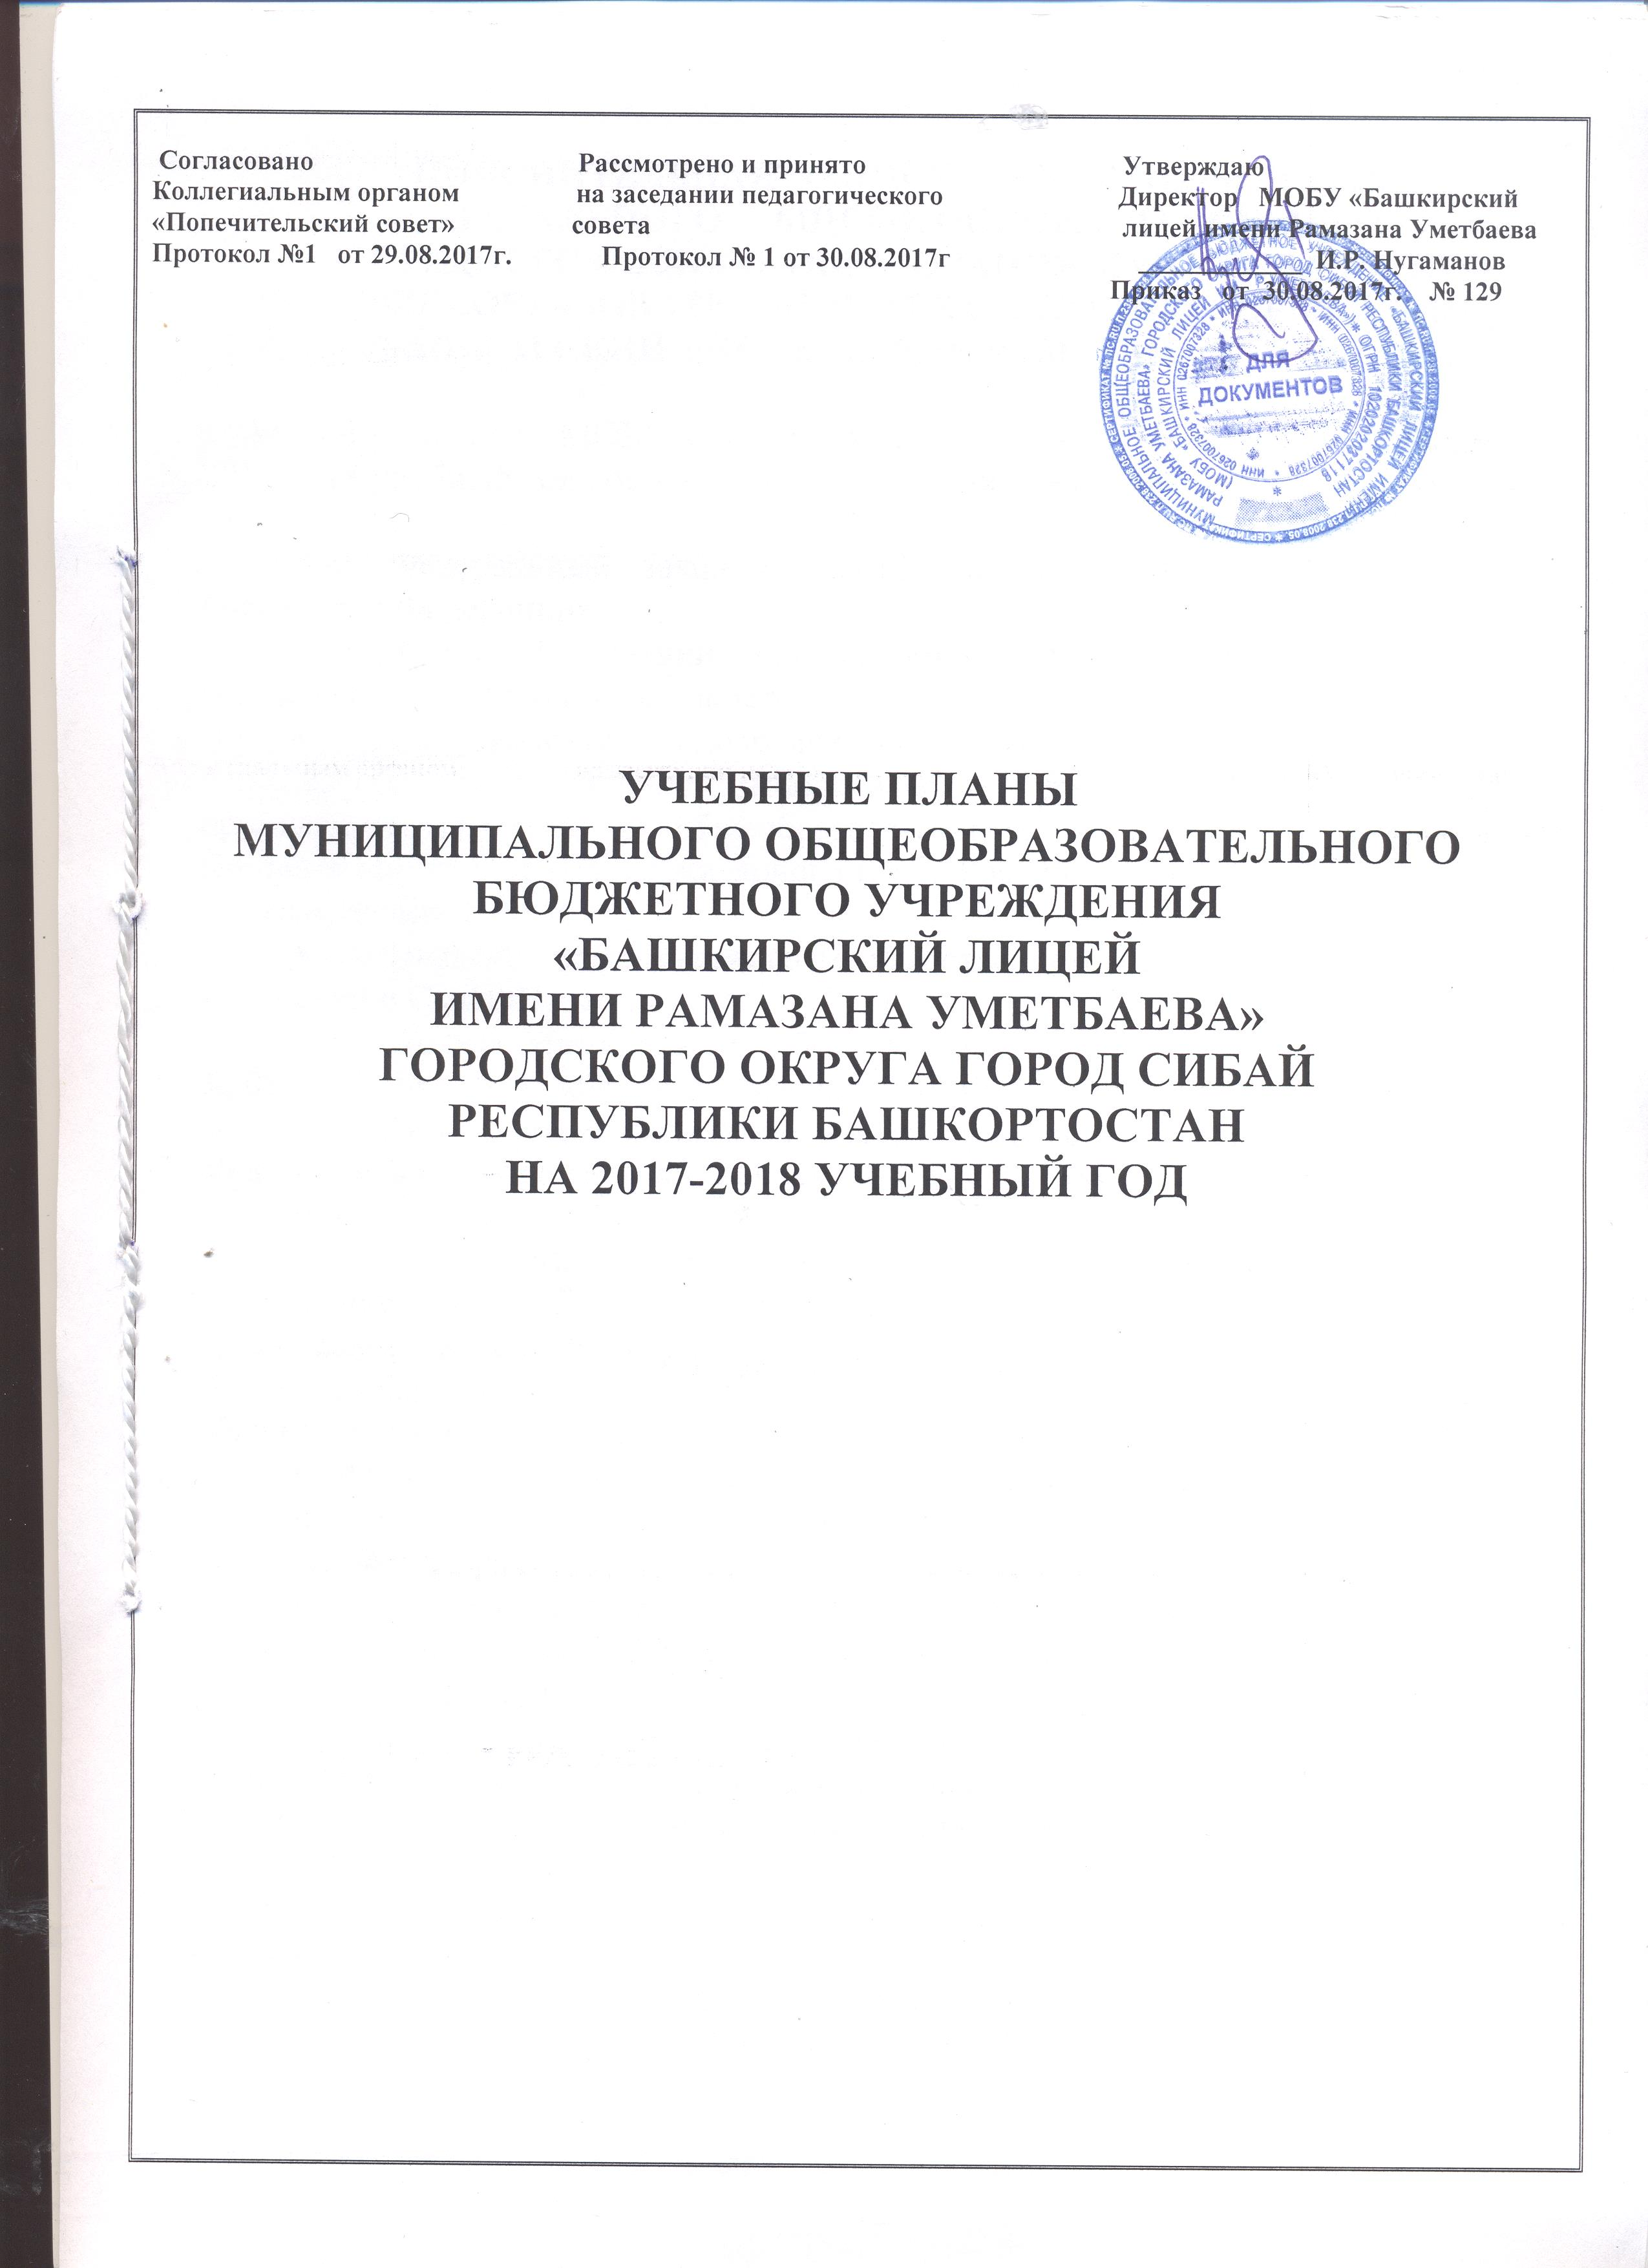 Согласовано
Коллегиальным органом
«Попечительский совет»
Протокол №1 от 29.08.2017г.
Рассмотрено и принято
на заседании педагогического
совета
Протокол № 1 от 30.08.2017г
Утверждаю
Директор МОБУ «Башкирский
лицей имени Рамазана Уметбаева
____________ И.Р. Нугаманов
Приказ от 30.08.2017г. № 129
ДЛЯ
ДОКУМЕНТОВ
УЧЕБНЫЕ ПЛАНЫ
МУНИЦИПАЛЬНОГО ОБЩЕОБРАЗОВАТЕЛЬНОГО
БЮДЖЕТНОГО УЧРЕЖДЕНИЯ
«БАШКИРСКИЙ ЛИЦЕЙ
ИМЕНИ РАМАЗАНА УМЕТБАЕВА»
ГОРОДСКОГО ОКРУГА ГОРОД СИБАЙ
РЕСПУБЛИКИ БАШКОРТОСТАН
НА 2017-2018 УЧЕБНЫЙ ГОД